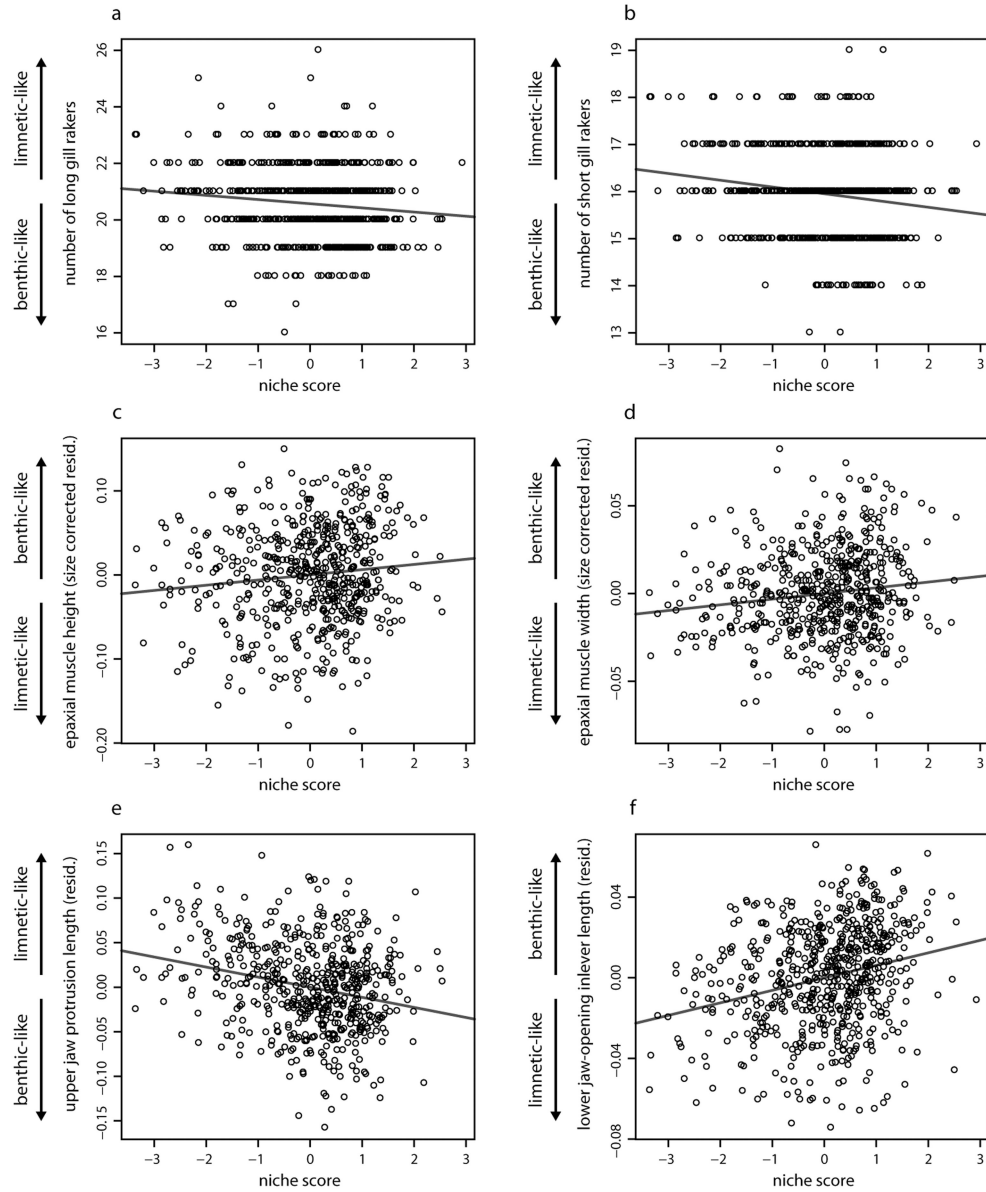 a
limnetic-like
benthic-like
number of long gill rakers
26
24
22
20
18
16
−3 −2 −1 0 1 2 3
niche score
b
limnetic-like
benthic-like
number of short gill rakers
19
18
17
16
15
14
13
−3 −2 −1 0 1 2 3
niche score
c
benthic-like
limnetic-like
epaxial muscle height (size corrected resid.)
0.10
0.00
−0.10
−0.20
−3 −2 −1 0 1 2 3
niche score
d
benthic-like
limnetic-like
epaxial muscle width (size corrected resid.)
0.05
0.00
−0.05
−3 −2 −1 0 1 2 3
niche score
e
limnetic-like
benthic-like
upper jaw protrusion length (resid.)
0.15
0.10
0.05
0.00
−0.05
−0.10
−0.15
−3 −2 −1 0 1 2 3
niche score
f
benthic-like
limnetic-like
lower jaw-opening inlever length (resid.)
0.04
0.00
−0.04
−0.08
−3 −2 −1 0 1 2 3
niche score